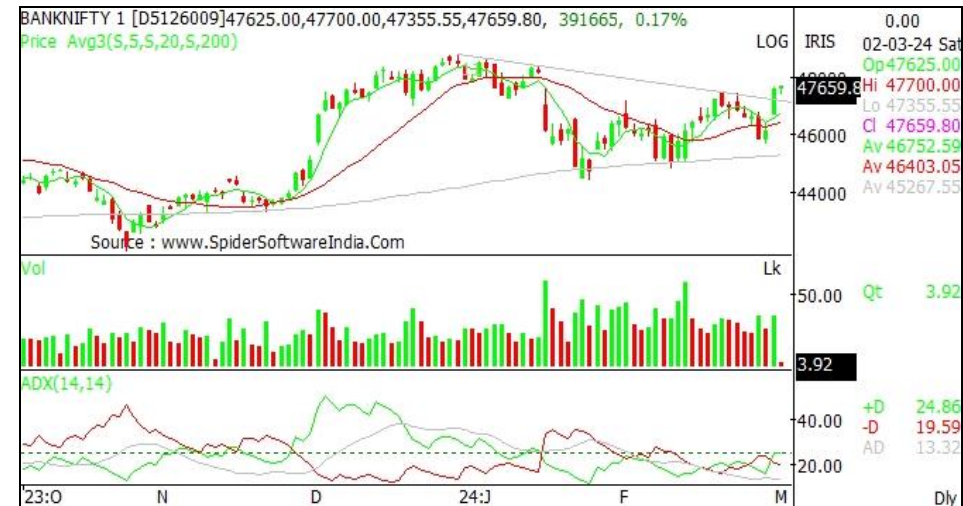 BANKNIFTY 1 [D5126009]47625.00,47700.00,47355.55,47659.80, 391665, 0.17%
0.00
Price Avg3(S,5,S,20,S,200)
LOG
IRIS
02-03-24 Sat
Op 47625.00
Hi 47700.00
Lo 47355.55
Cl 47659.80
Av 46752.59
Av 46403.05
Av 45267.55
47659.8
46000
44000
Source : www.SpiderSoftwareIndia.Com
Vol
Lk
50.00
Qt 3.92
3.92
ADX(14,14)
40.00
20.00
+D 24.86
-D 19.59
AD 13.32
'23:O N D 24:J F M
Dly